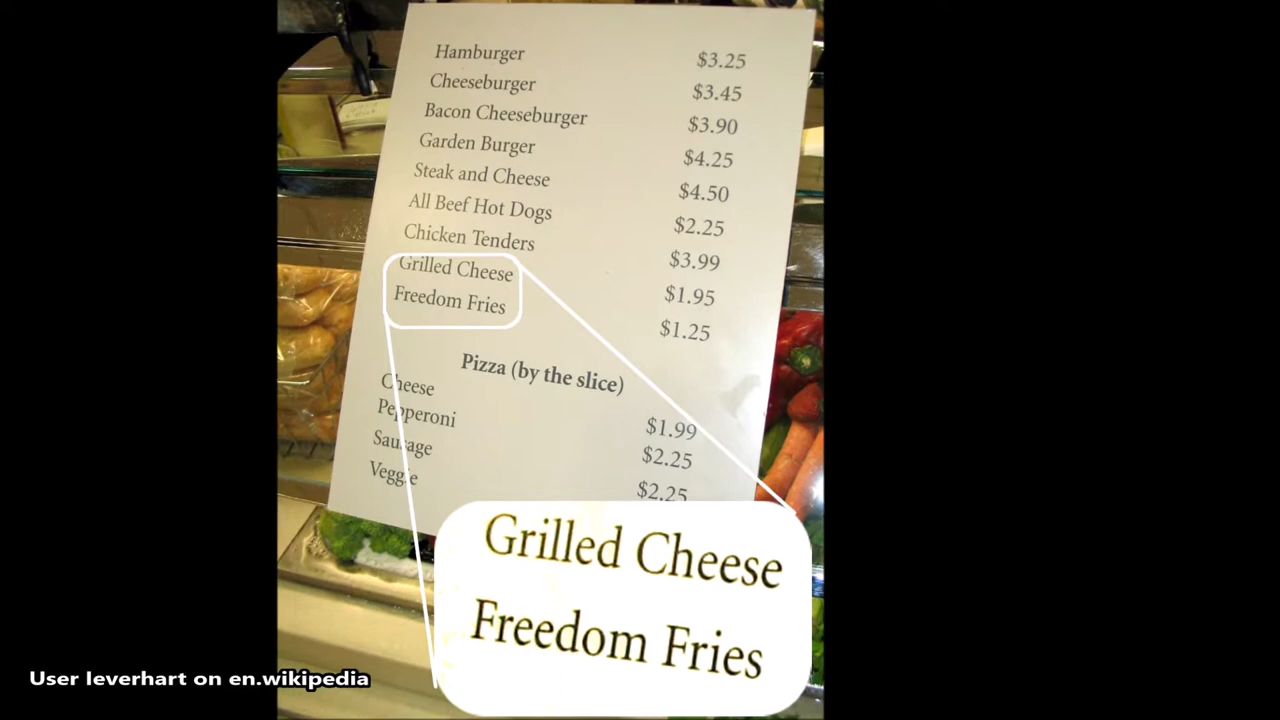 Hamburger $3.25
Cheeseburger $3.45
Bacon Cheeseburger $3.90
Garden Burger $4.25
Steak and Cheese $4.50
All Beef Hot Dogs $2.25
Chicken Tenders $3.99
Grilled Cheese $1.95
Freedom Fries $1.25
Pizza (by the slice)
Cheese $1.99
Pepperoni $2.25
Sausage $2.25
Veggie
Grilled Cheese
Freedom Fries
User leverhart on en.wikipedia